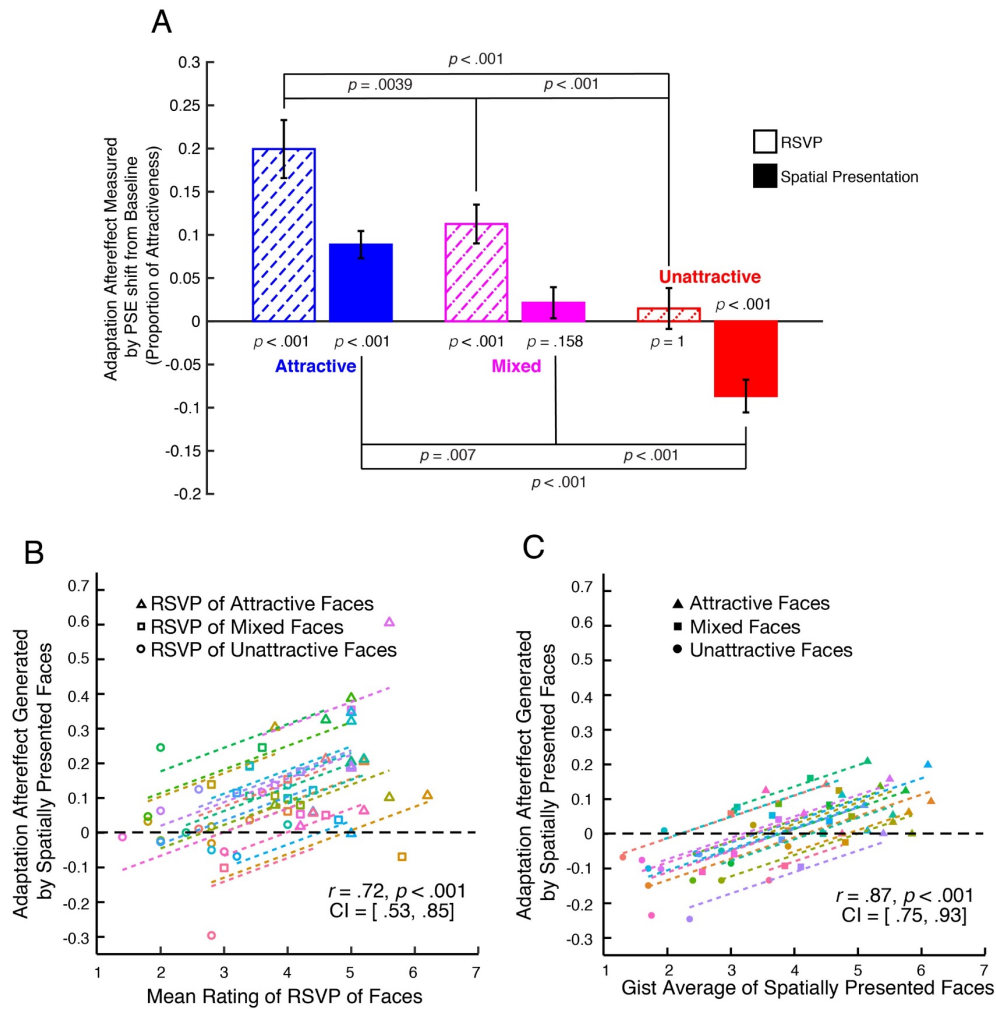 A
p < .001
p = .0039
p < .001
0.3
0.25
0.2
0.15
0.1
0.05
0
-0.05
-0.1
-0.15
-0.2
Adaptation Aftereffect Measured
by PSE shift from Baseline
(Proportion of Attractiveness)
RSVP
Spatial Presentation
Unattractive
p < .001
p < .001
p < .001
p < .001
p = .158
p = 1
Attractive
Mixed
p = .007
p < .001
p < .001
B
0.7
0.6
0.4
0.3
0.2
0.1
0
-0.1
-0.2
-0.3
Adaptation Aftereffect Generated
by Spatially Presented Faces
RSVP of Attractive Faces
RSVP of Mixed Faces
RSVP of Unattractive Faces
r = .72, p < .001
CI = [ .53, .85]
1 2 3 4 5 6 7
Mean Rating of RSVP of Faces
C
0.7
0.6
0.4
0.3
0.2
0.1
0
-0.1
-0.2
-0.3
Adaptation Aftereffect Generated
by Spatially Presented Faces
Attractive Faces
Mixed Faces
Unattractive Faces
r = .87, p < .001
CI = [ .75, .93]
1 2 3 4 5 6 7
Gist Average of Spatially Presented Faces